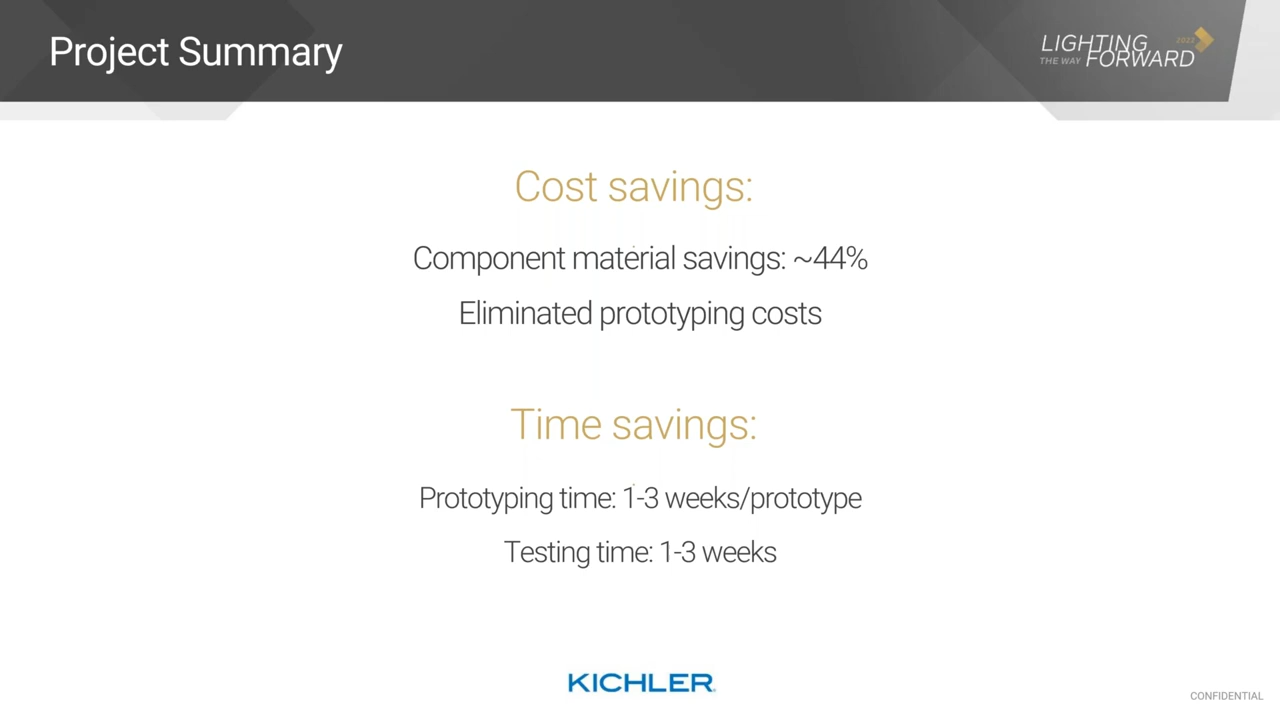 Project Summary
LIGHTING 2022
THE WAY FORWARD
Cost savings:
Component material savings: ~44%
Eliminated prototyping costs
Time savings:
Prototyping time: 1-3 weeks/prototype
Testing time: 1-3 weeks
KICHLER
CONFIDENTIAL